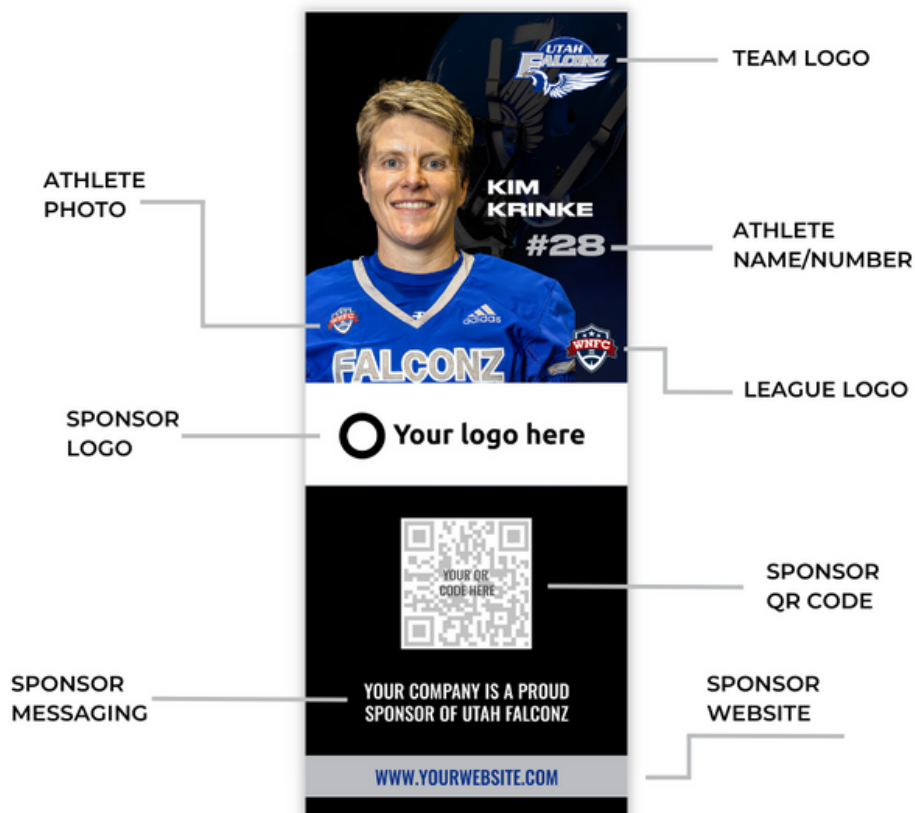 UTAH
FALCONZ
TEAM LOGO
ATHLETE
PHOTO
KIM
KRINKE
#28
ATHLETE
NAME/NUMBER
WNFC
adidas
FALCONZ
WNFC
LEAGUE LOGO
SPONSOR
LOGO
Your logo here
YOUR QR
CODE HERE
SPONSOR
QR CODE
SPONSOR
MESSAGING
YOUR COMPANY IS A PROUD
SPONSOR OF UTAH FALCONZ
SPONSOR
WEBSITE
WWW.YOURWEBSITE.COM